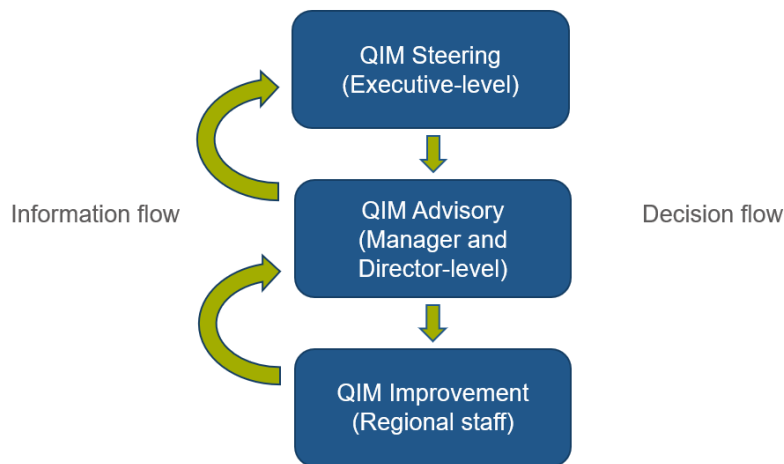 QIM Steering
(Executive-level)
Information flow
QIM Advisory
(Manager and
Director-level)
Decision flow
QIM Improvement
(Regional staff)